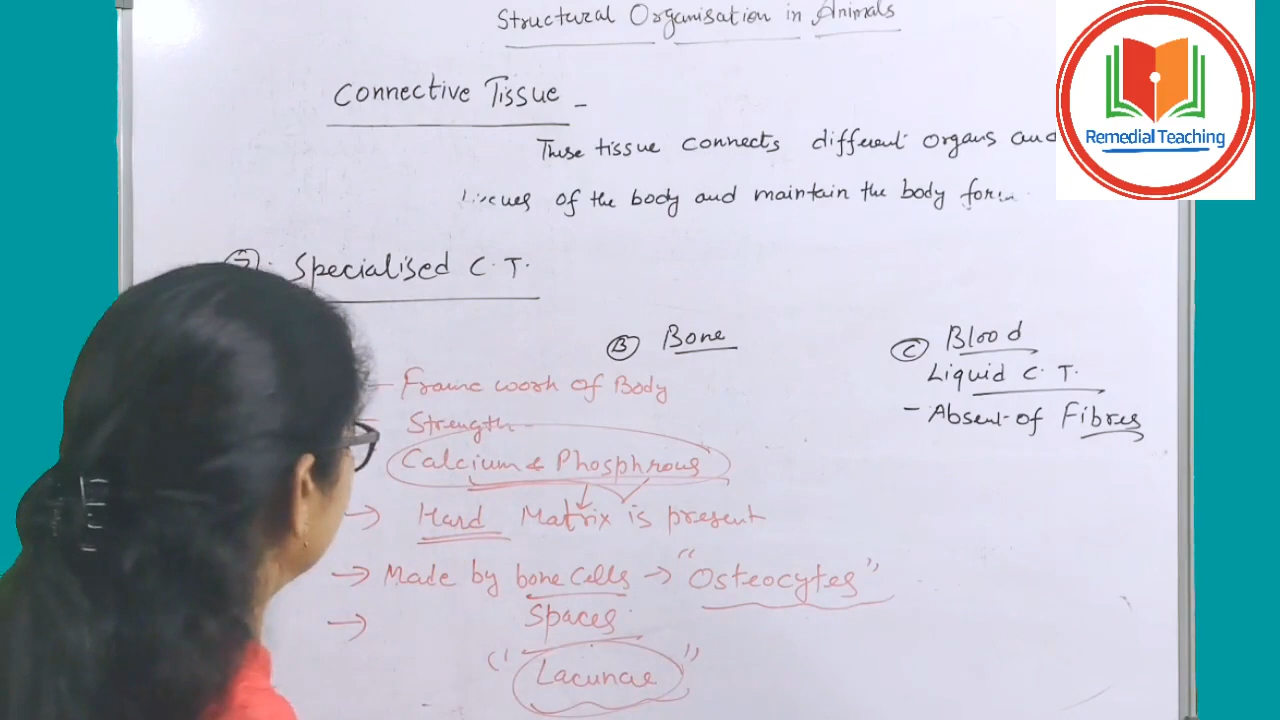 Structural Organisation in Animals
Connective Tissue -
These tissue connects different organs and
tissues of the body and maintain the body form
Specialised C.T.
(B) Bone
- Frame work of Body
- Strength -
Calcium & Phosphrous
→ Hard Matrix is present
→ Made by bone cells → "Osteocytes"
→ Spaces
"Lacunae"
(C) Blood
Liquid C.T.
- Absent of Fibres
Remedial Teaching